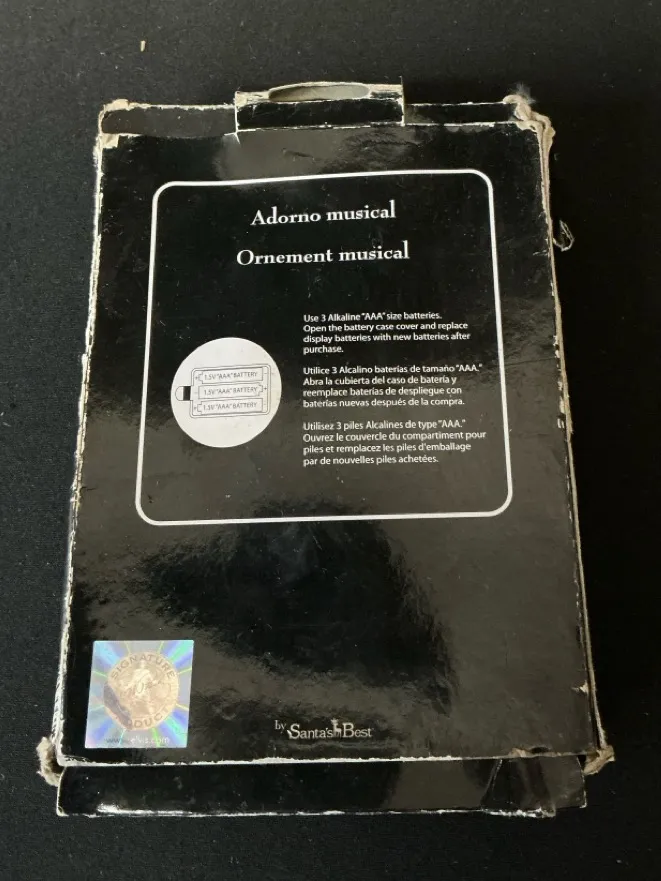 Adorno musical
Ornement musical
Use 3 Alkaline "AAA" size batteries.
Open the battery case cover and replace
display batteries with new batteries after
purchase.
1.5V "AAA" BATTERY
1.5V "AAA" BATTERY
1.5V "AAA" BATTERY
Utilice 3 Alcalino baterías de tamaño "AAA."
Abra la cubierta del caso de batería y
reemplace baterías de despliegue con
baterías nuevas después de la compra.
Utilisez 3 piles Alcalines de type "AAA."
Ouvrez le couvercle du compartiment pour
piles et remplacez les piles d'emballage
par de nouvelles piles achetées.
SIGNATURE
by Santa's Best